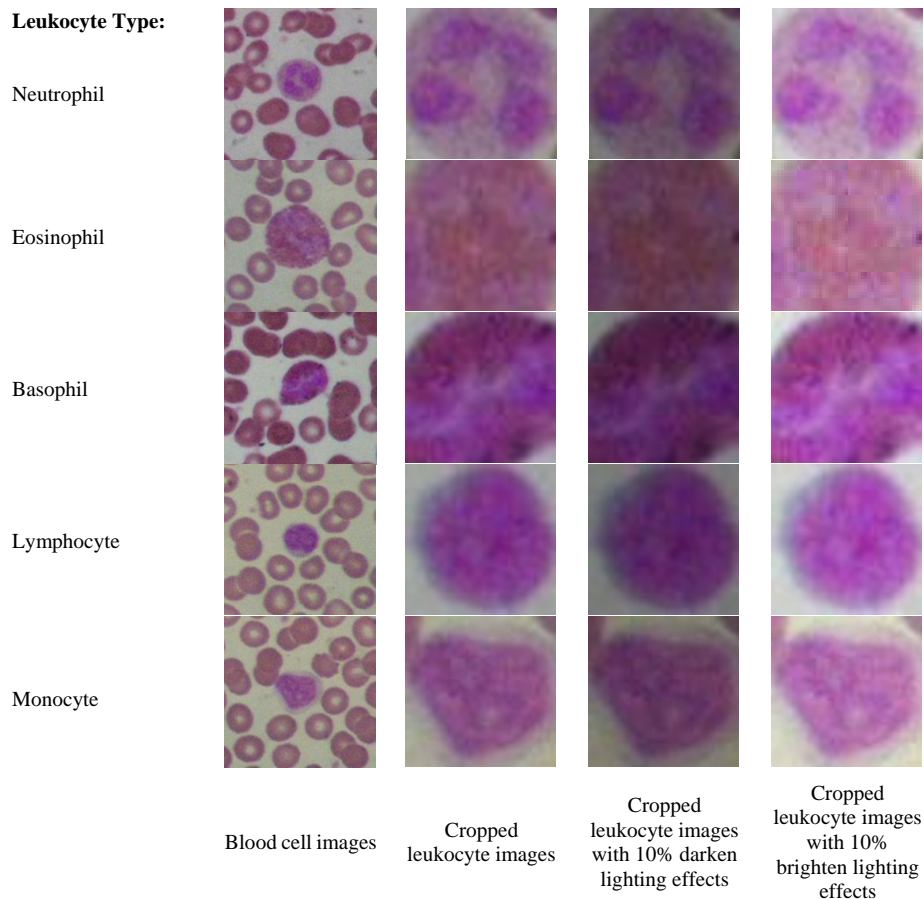 Leukocyte Type:
Neutrophil
Eosinophil
Basophil
Lymphocyte
Monocyte
Blood cell images
Cropped
leukocyte images
Cropped
leukocyte images
with 10% darken
lighting effects
Cropped
leukocyte images
with 10%
brighten lighting
effects